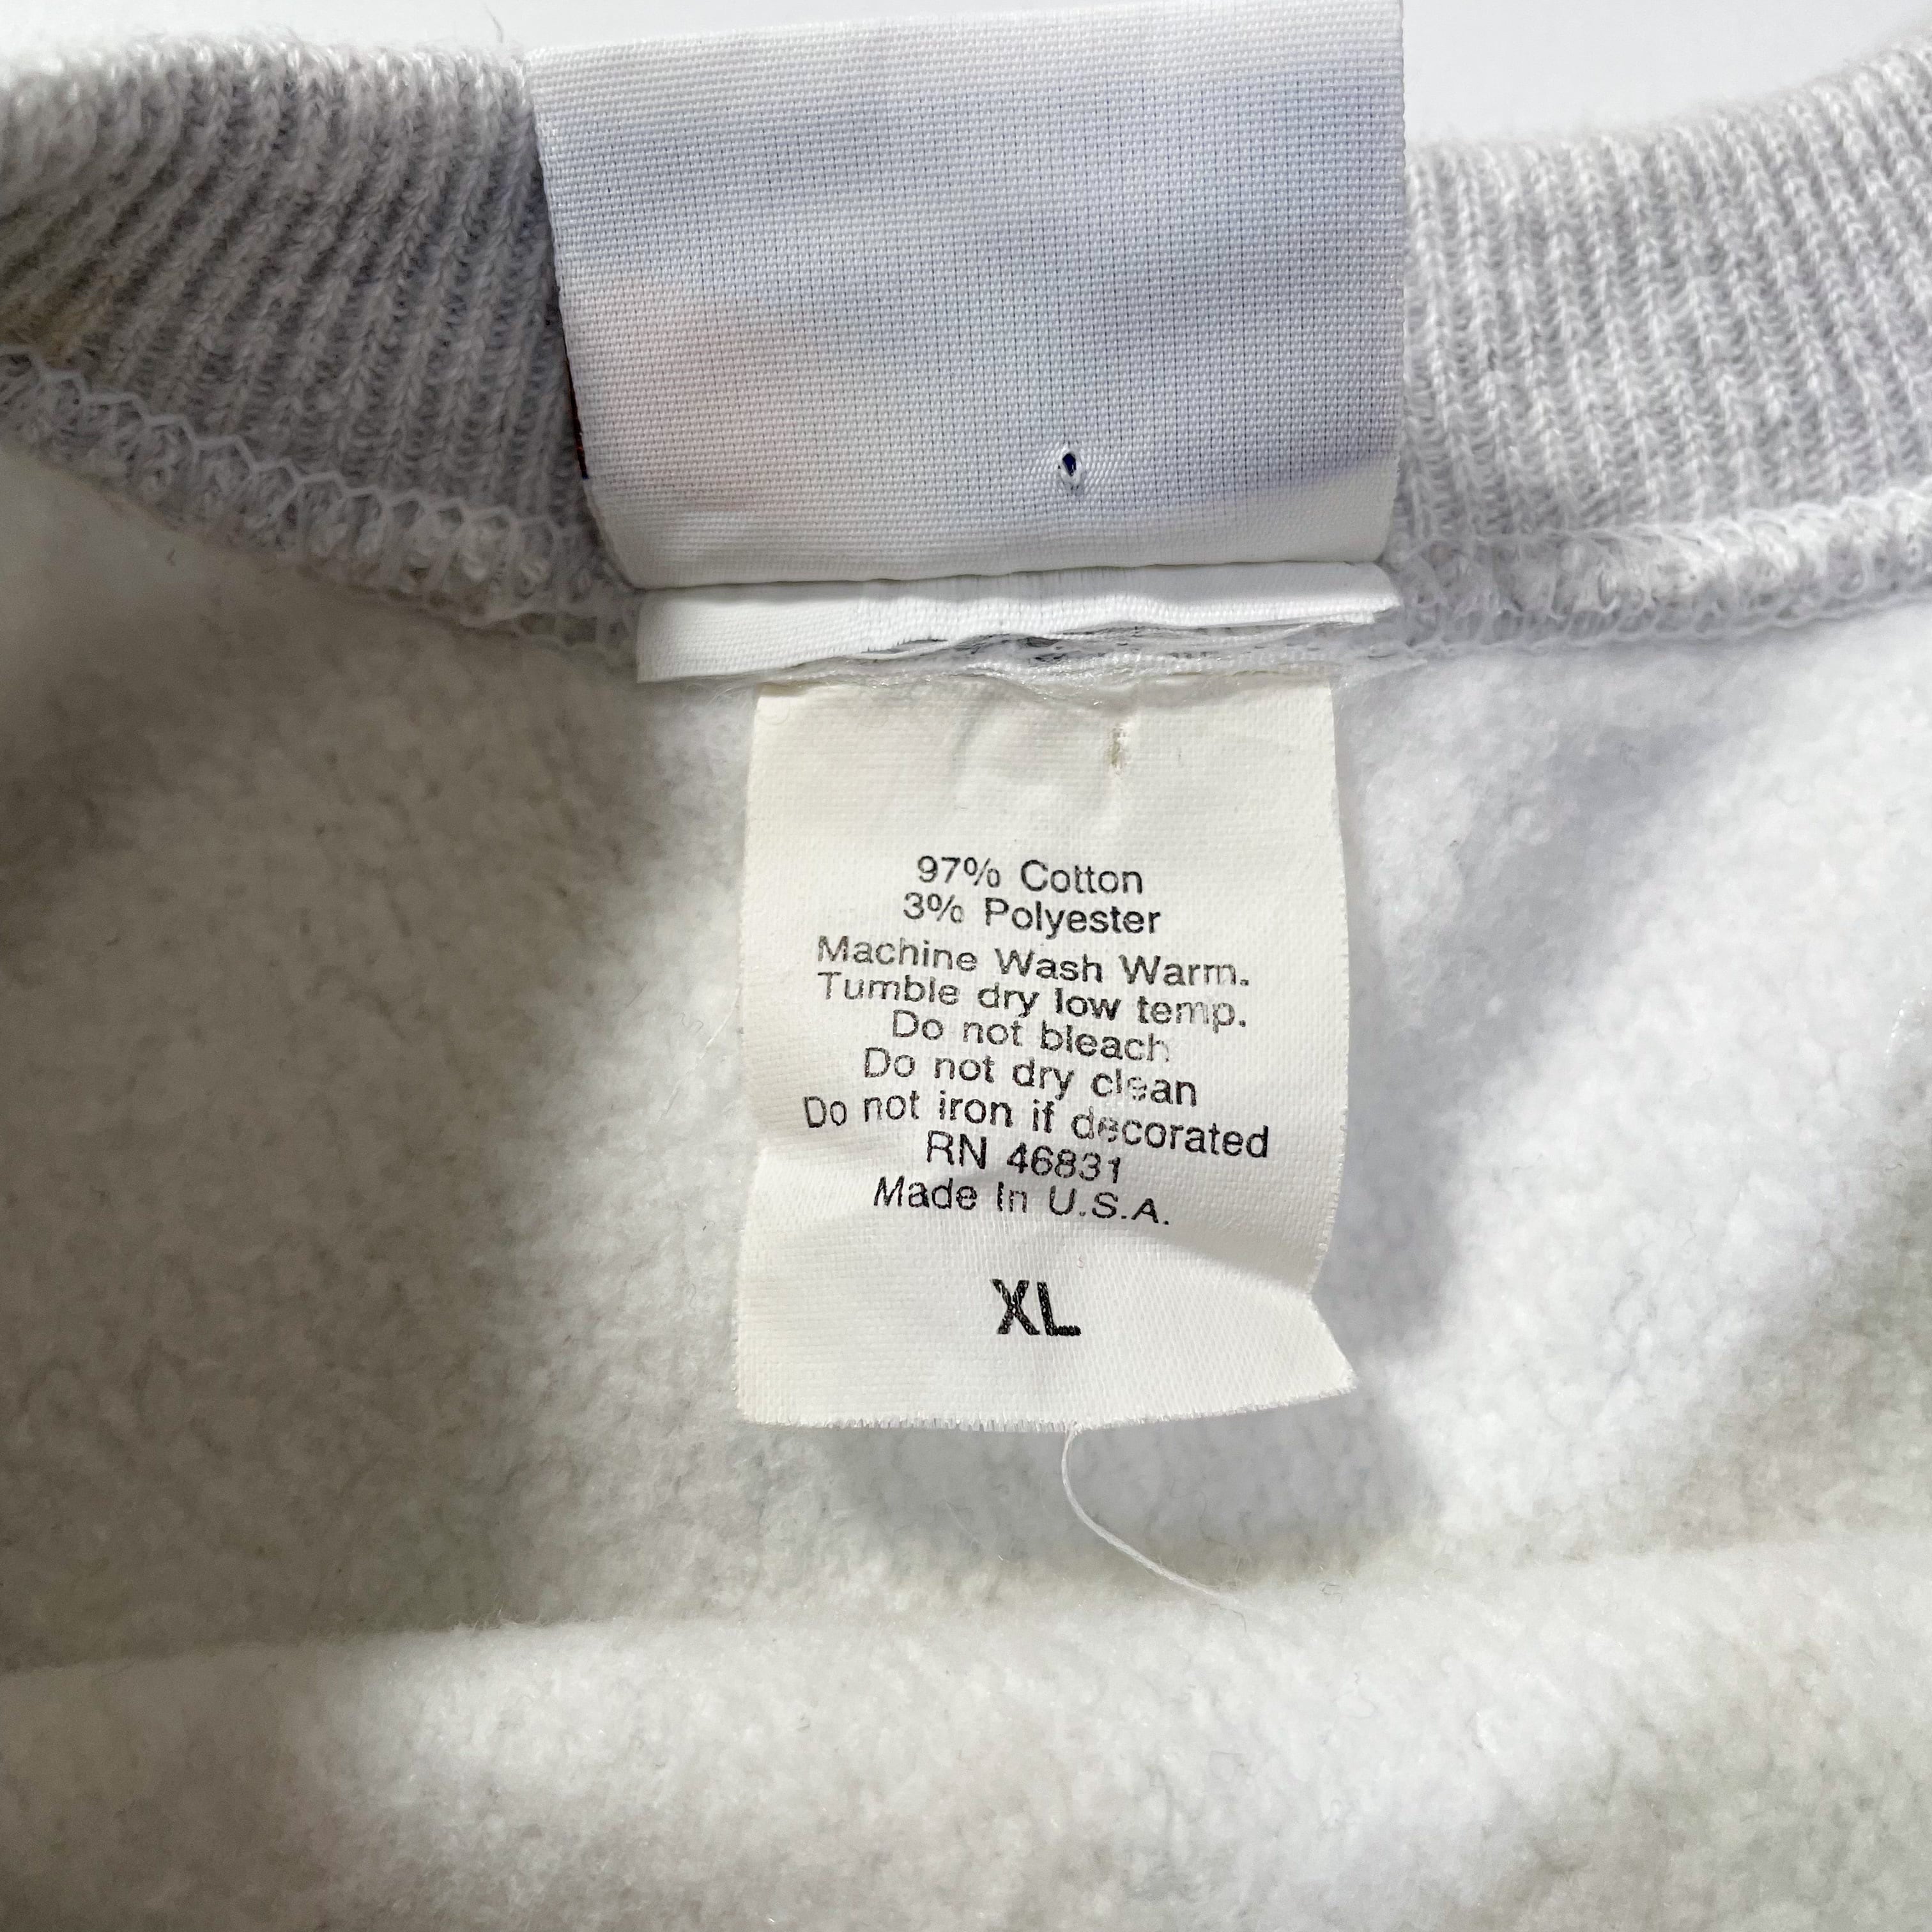 97% Cotton
3% Polyester
Machine Wash Warm.
Tumble dry low temp.
Do not bleach
Do not dry clean
Do not iron if decorated
RN 46831
Made In U.S.A.
XL